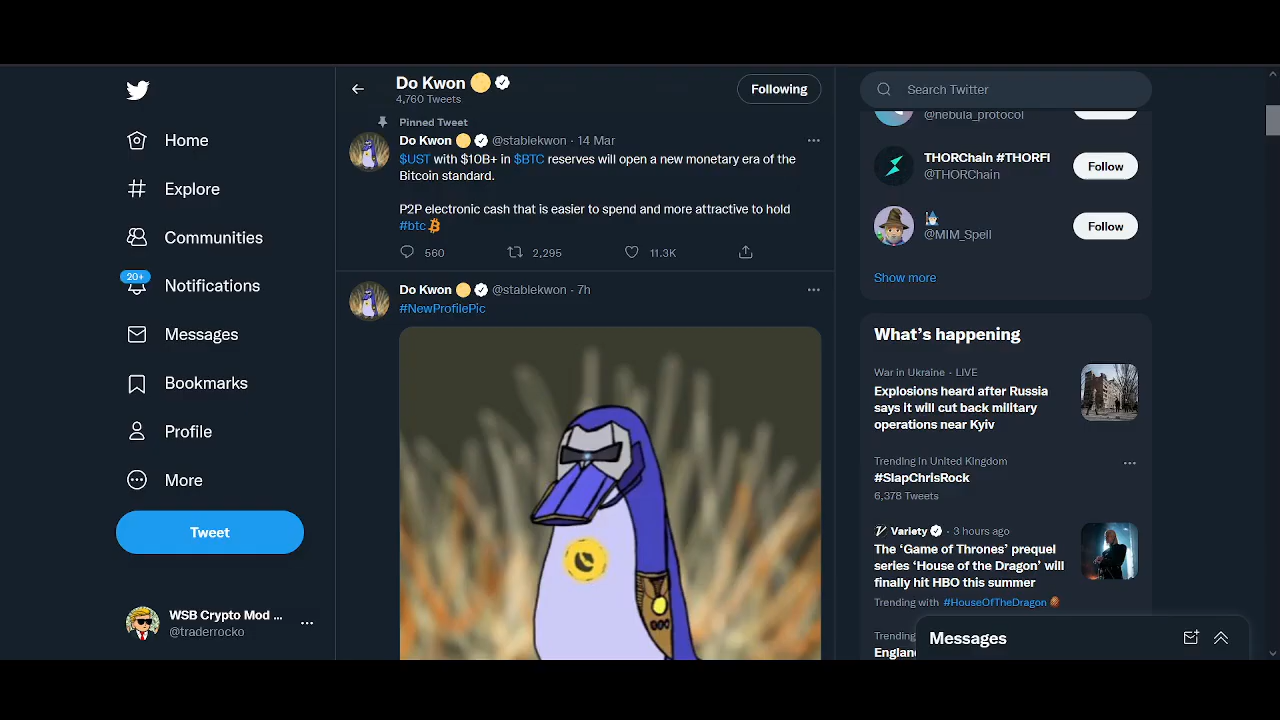 Home
Explore
Communities
20+
Notifications
Messages
Bookmarks
Profile
More
Tweet
WSB Crypto Mod ...
@traderrocko
Do Kwon
4,760 Tweets
Following
Pinned Tweet
Do Kwon @stablekwon · 14 Mar
$UST with $10B+ in $BTC reserves will open a new monetary era of the
Bitcoin standard.
P2P electronic cash that is easier to spend and more attractive to hold
#btc
560 2,295 11.3K
Do Kwon @stablekwon · 7h
#NewProfilePic
Search Twitter
@nebula_protocol
THORChain #THORFI
@THORChain
Follow
@MIM_Spell
Follow
Show more
What's happening
War in Ukraine · LIVE
Explosions heard after Russia
says it will cut back military
operations near Kyiv
Trending in United Kingdom
#SlapChrisRock
6,378 Tweets
Variety · 3 hours ago
The 'Game of Thrones' prequel
series 'House of the Dragon' will
finally hit HBO this summer
Trending with #HouseOfTheDragon
Trending
England
Messages